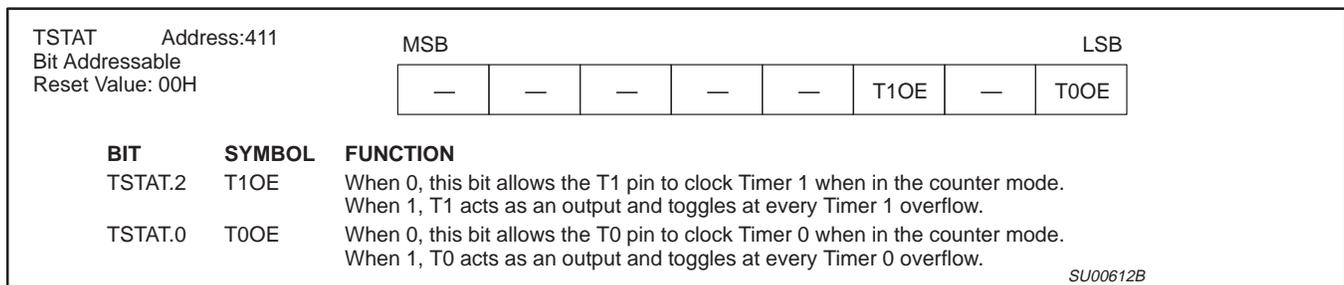 TSTAT Address:411
Bit Addressable
Reset Value: 00H
MSB LSB
— — — — — T1OE — T0OE
BIT SYMBOL FUNCTION
TSTAT.2 T1OE When 0, this bit allows the T1 pin to clock Timer 1 when in the counter mode.
When 1, T1 acts as an output and toggles at every Timer 1 overflow.
TSTAT.0 T0OE When 0, this bit allows the T0 pin to clock Timer 0 when in the counter mode.
When 1, T0 acts as an output and toggles at every Timer 0 overflow.
SU00612B